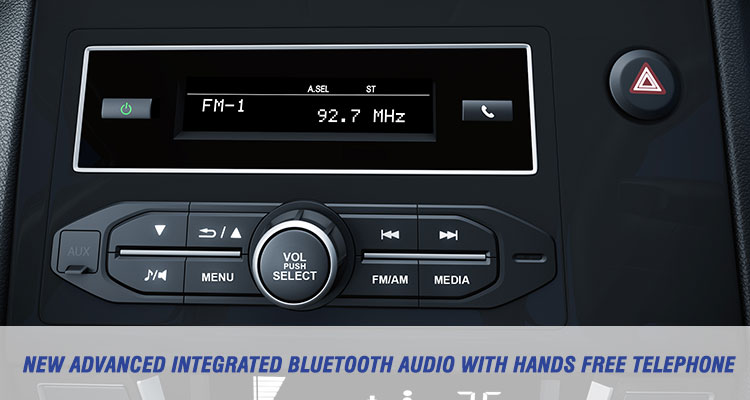 A.SEL ST
FM-1
92.7 MHz
AUX
MENU
VOL
PUSH
SELECT
FM/AM
MEDIA
NEW ADVANCED INTEGRATED BLUETOOTH AUDIO WITH HANDS FREE TELEPHONE